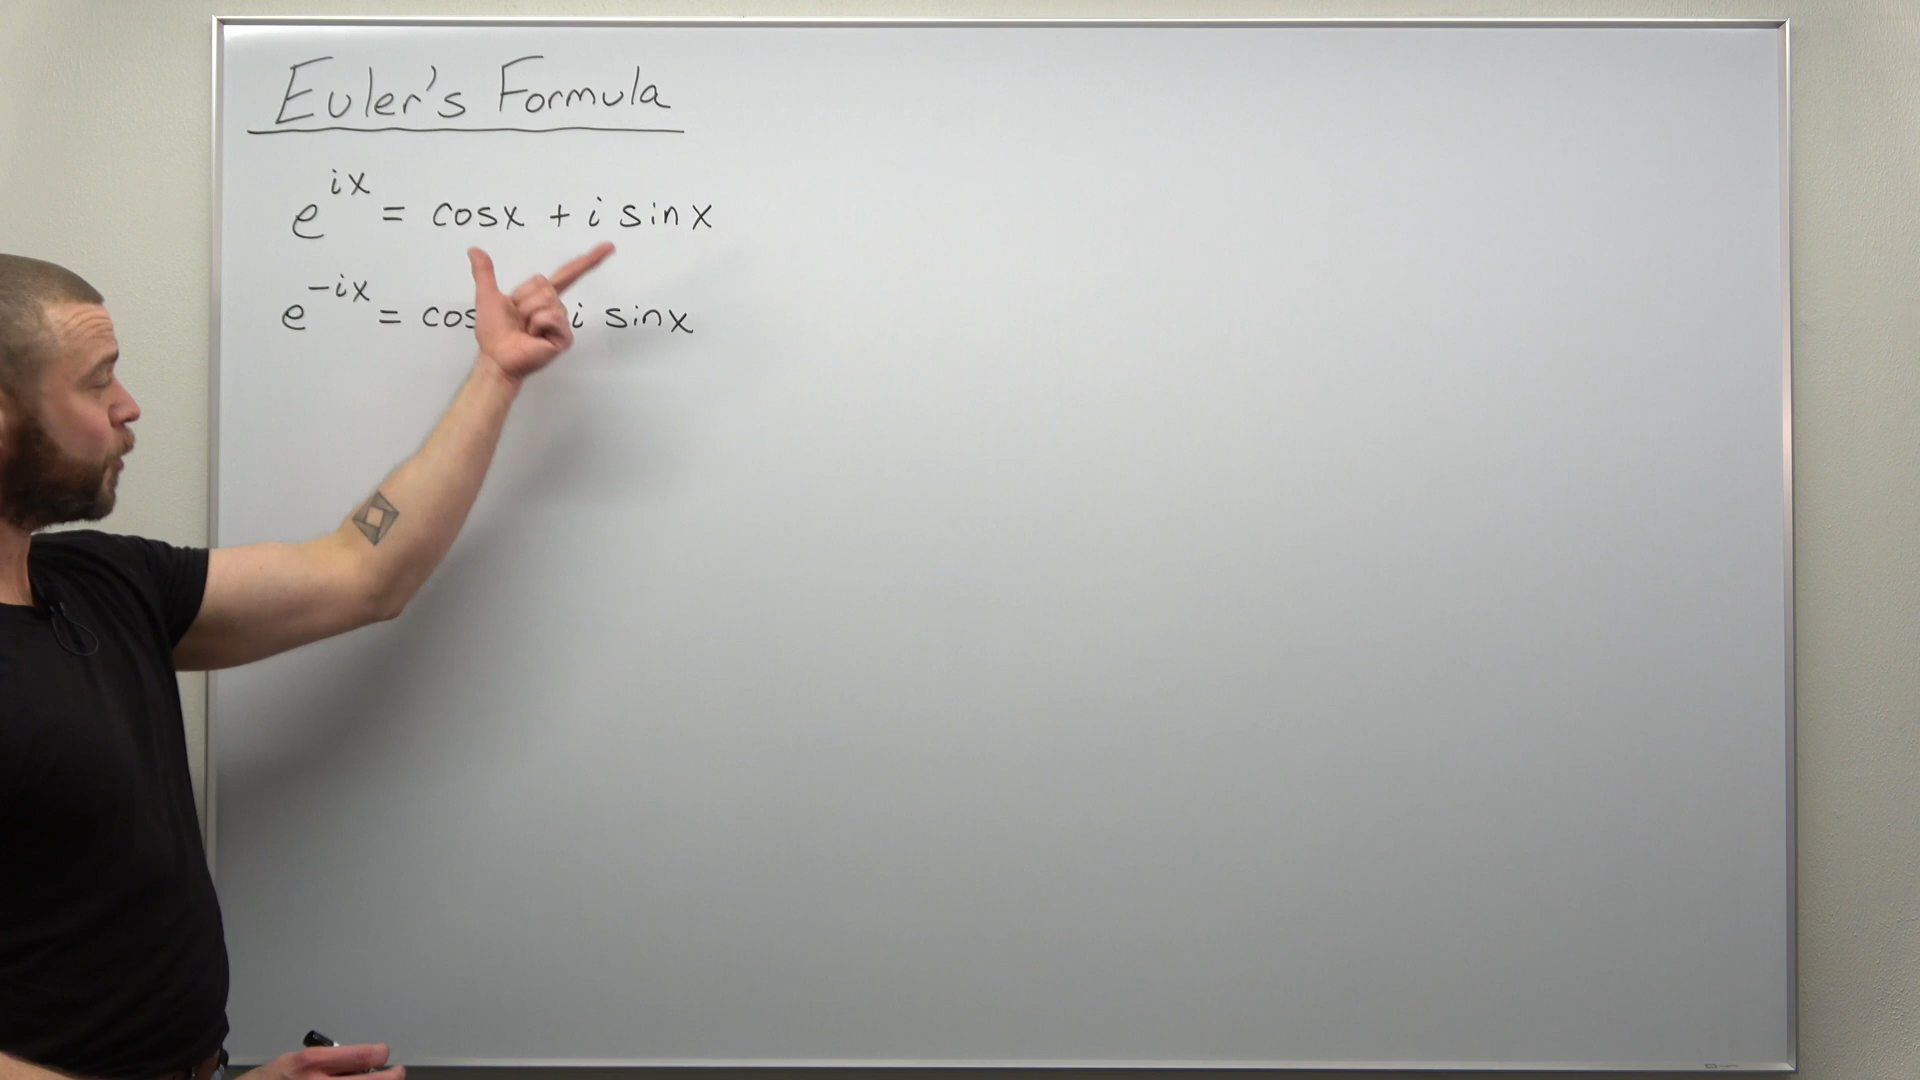 Euler's Formula
e^{ix} = cosx + i sinx
e^{-ix} = cos i sinx